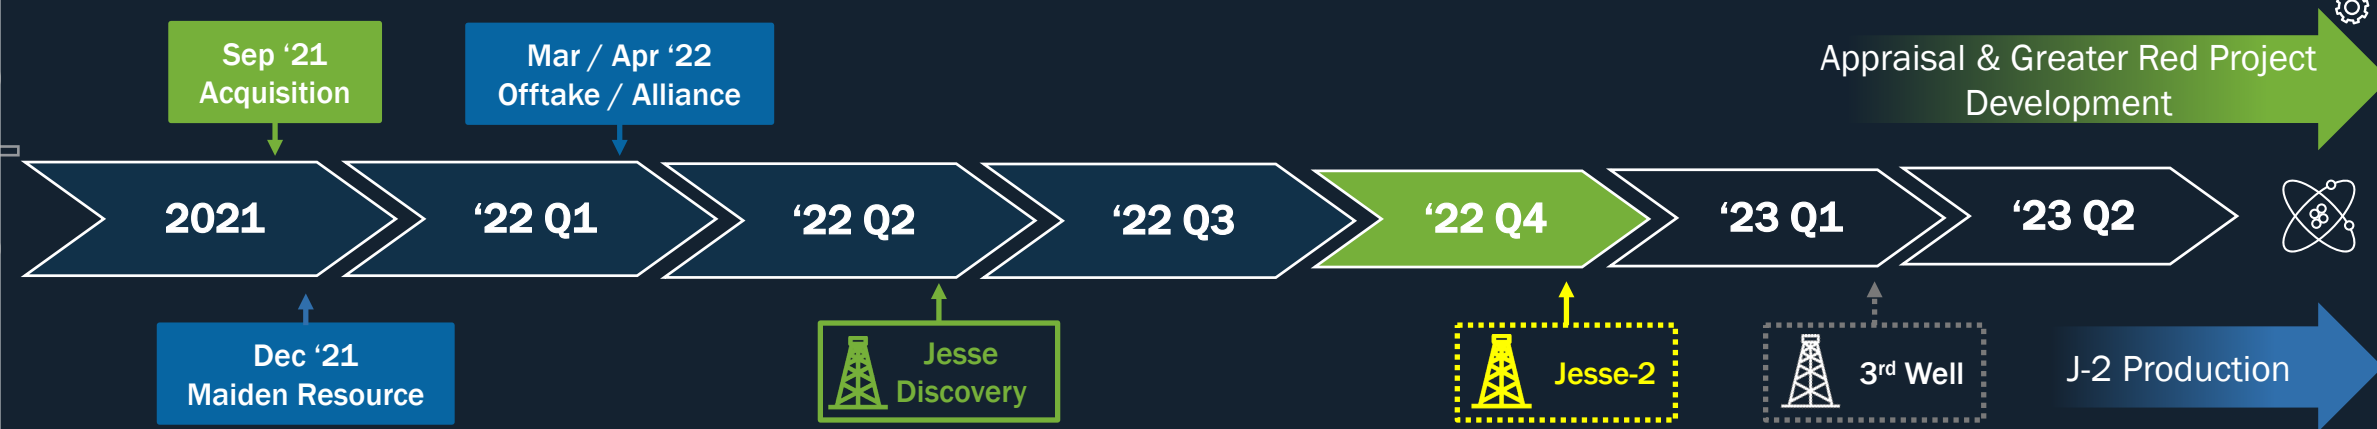 Sep ‘21
Acquisition
Mar / Apr ‘22
Offtake / Alliance
Appraisal & Greater Red Project
Development
2021
‘22 Q1
‘22 Q2
‘22 Q3
‘22 Q4
‘23 Q1
‘23 Q2
Dec ‘21
Maiden Resource
Jesse
Discovery
Jesse-2
3rd Well
J-2 Production